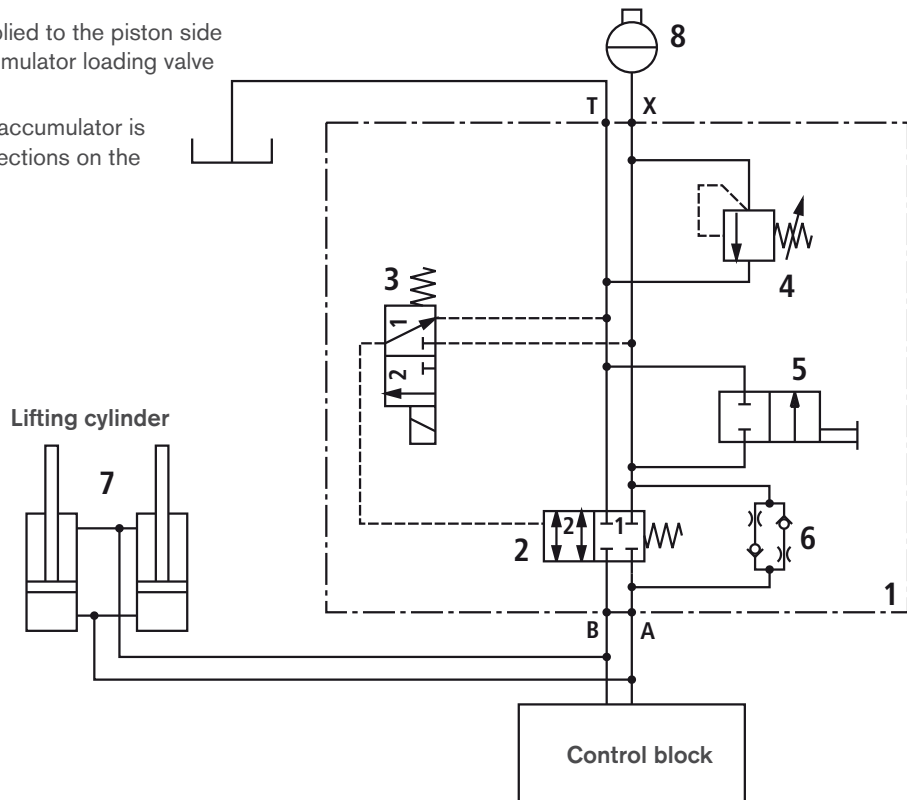 plied to the piston side
mulator loading valve
accumulator is
ections on the
8
T X
3
1
2
4
5
Lifting cylinder
7
2
2 1
6
1
B A
Control block